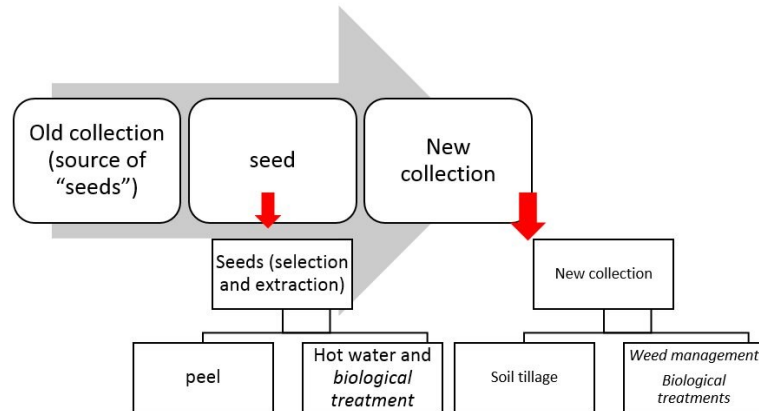 Old collection
(source of
“seeds”)
seed
New
collection
Seeds (selection
and extraction)
New collection
peel
Hot water and
biological
treatment
Soil tillage
Weed management
Biological
treatments